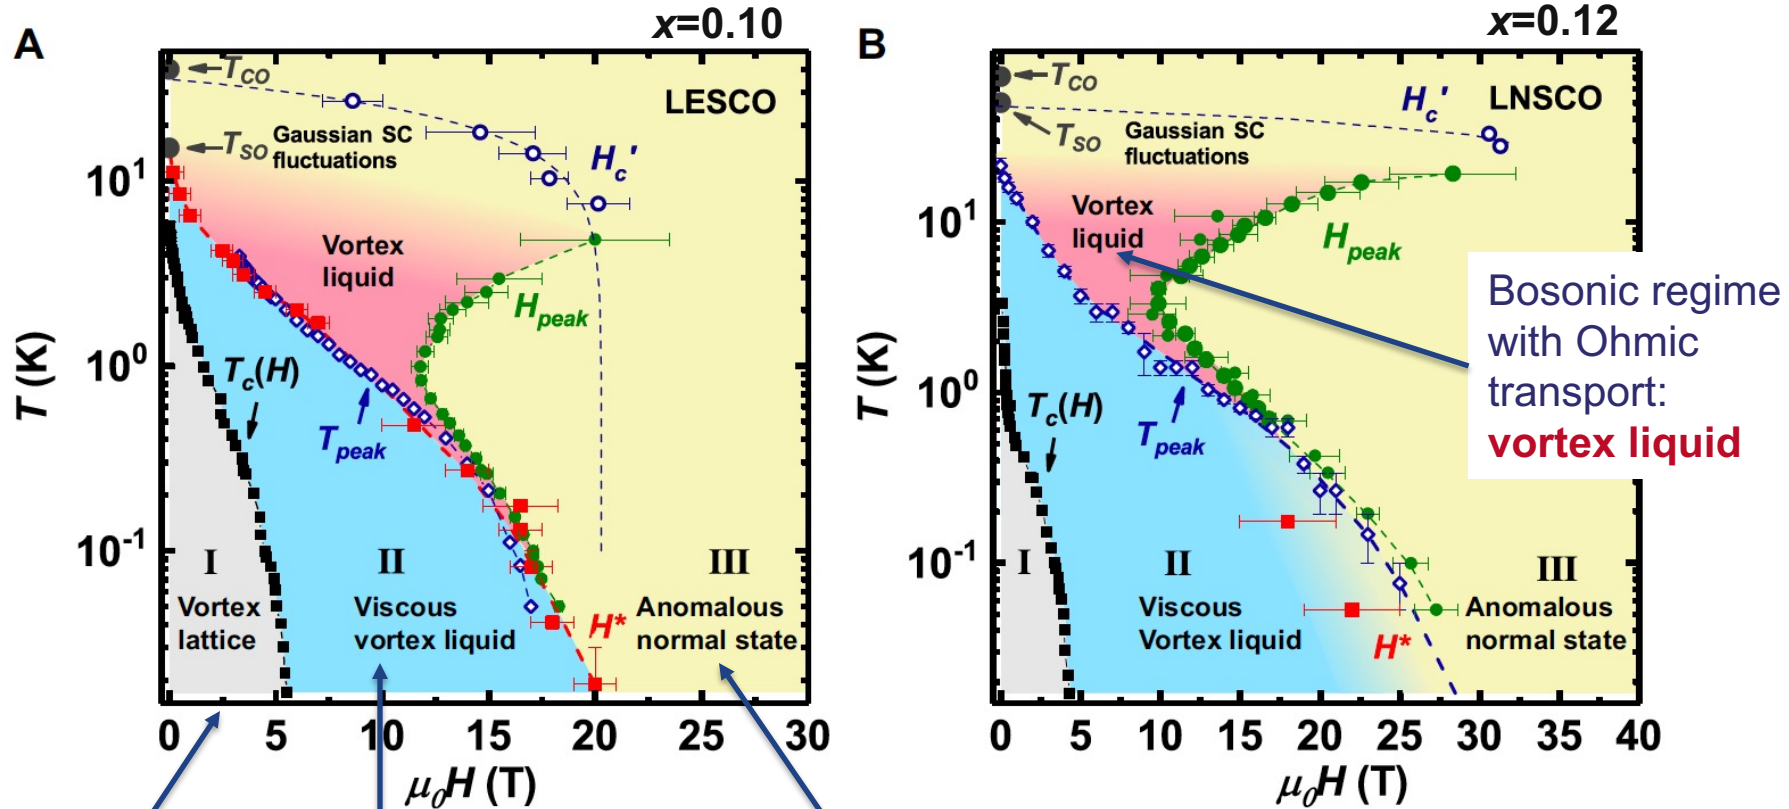 A
x=0.10
T_CO
LESCO
T_SO
Gaussian SC
fluctuations
H_c'
Vortex
liquid
H_peak
T_c(H)
T_peak
I
II
III
Vortex
lattice
Viscous
vortex liquid
Anomalous
normal state
H*
10^1
10^0
10^-1
T (K)
0 5 10 15 20 25 30
μ_0H (T)
B
x=0.12
T_CO
H_c'
LNSCO
T_SO
Gaussian SC
fluctuations
Vortex
liquid
H_peak
T_c(H)
T_peak
I
II
III
Viscous
Vortex liquid
Anomalous
normal state
H*
10^1
10^0
10^-1
T (K)
0 5 10 15 20 25 30 35 40
μ_0H (T)
Bosonic regime
with Ohmic
transport:
vortex liquid